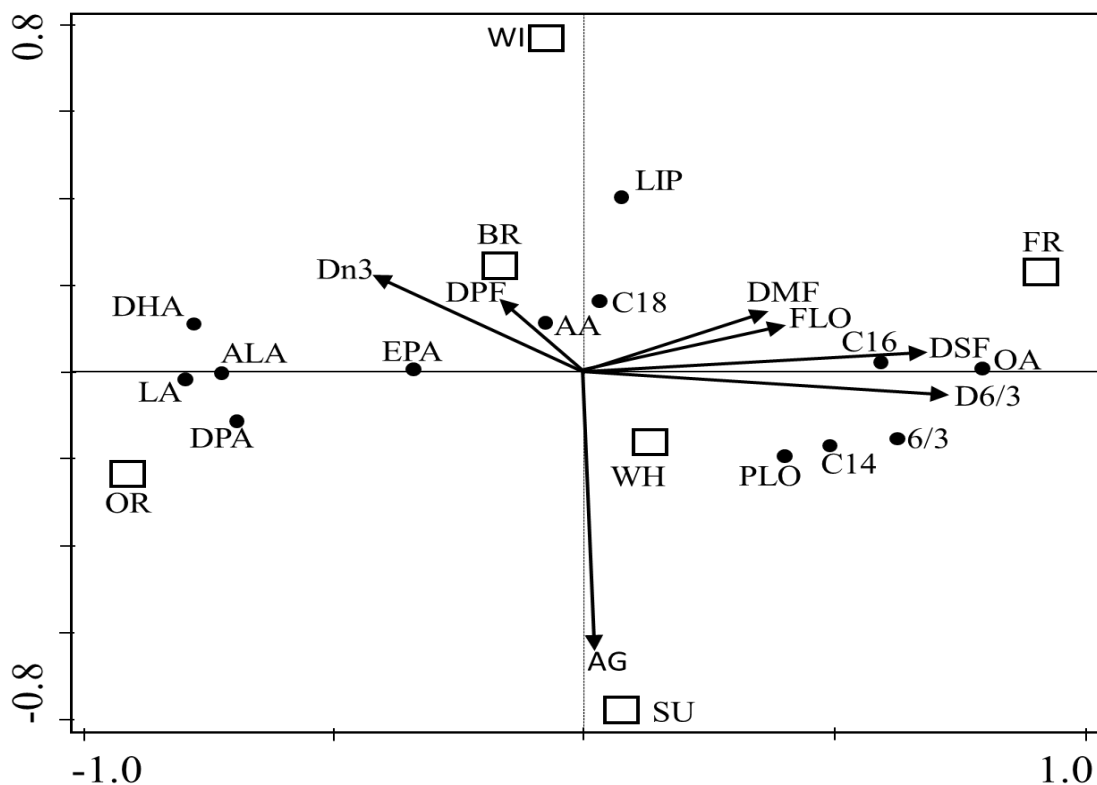 0.8
WI
LIP
BR
FR
Dn3
DPF
C18
DMF
DHA
AA
FLO
ALA
EPA
C16
DSF
OA
LA
D6/3
DPA
WH
PLO
C14
6/3
OR
AG
SU
-0.8
-1.0
1.0